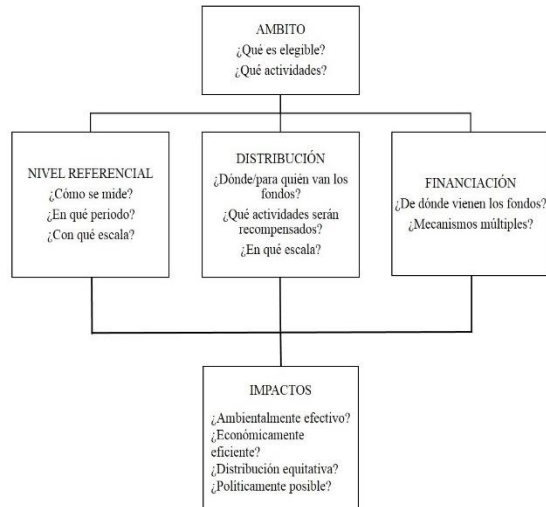 AMBITO
¿Qué es elegible?
¿Qué actividades?
NIVEL REFERENCIAL
¿Cómo se mide?
¿En qué periodo?
¿Con qué escala?
DISTRIBUCIÓN
¿Dónde/para quién van los
fondos?
¿Qué actividades serán
recompensados?
¿En qué escala?
FINANCIACIÓN
¿De dónde vienen los fondos?
¿Mecanismos múltiples?
IMPACTOS
¿Ambientalmente efectivo?
¿Económicamente
eficiente?
¿Distribución equitativa?
¿Políticamente posible?